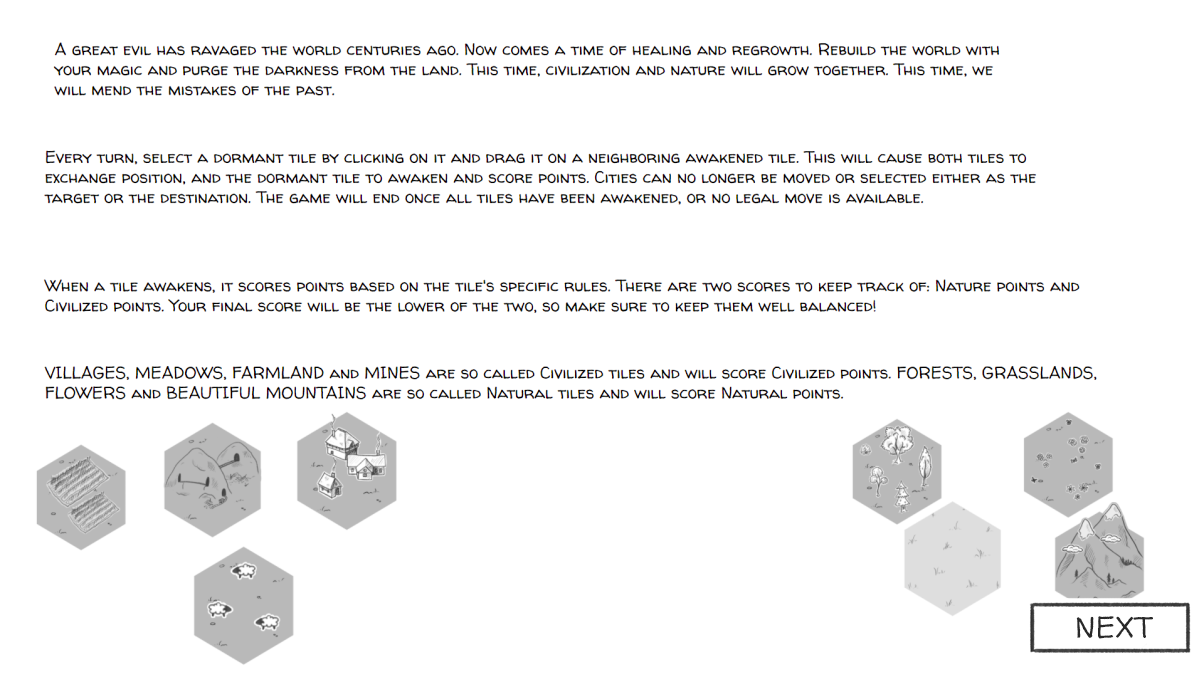 A great evil has ravaged the world centuries ago. Now comes a time of healing and regrowth. Rebuild the world with
your magic and purge the darkness from the land. This time, civilization and nature will grow together. This time, we
will mend the mistakes of the past.
Every turn, select a dormant tile by clicking on it and drag it on a neighboring awakened tile. This will cause both tiles to
exchange position, and the dormant tile to awaken and score points. Cities can no longer be moved or selected either as the
target or the destination. The game will end once all tiles have been awakened, or no legal move is available.
When a tile awakens, it scores points based on the tile's specific rules. There are two scores to keep track of: Nature points and
Civilized points. Your final score will be the lower of the two, so make sure to keep them well balanced!
VILLAGES, MEADOWS, FARMLAND and MINES are so called Civilized tiles and will score Civilized points. FORESTS, GRASSLANDS,
FLOWERS and BEAUTIFUL MOUNTAINS are so called Natural tiles and will score Natural points.
NEXT